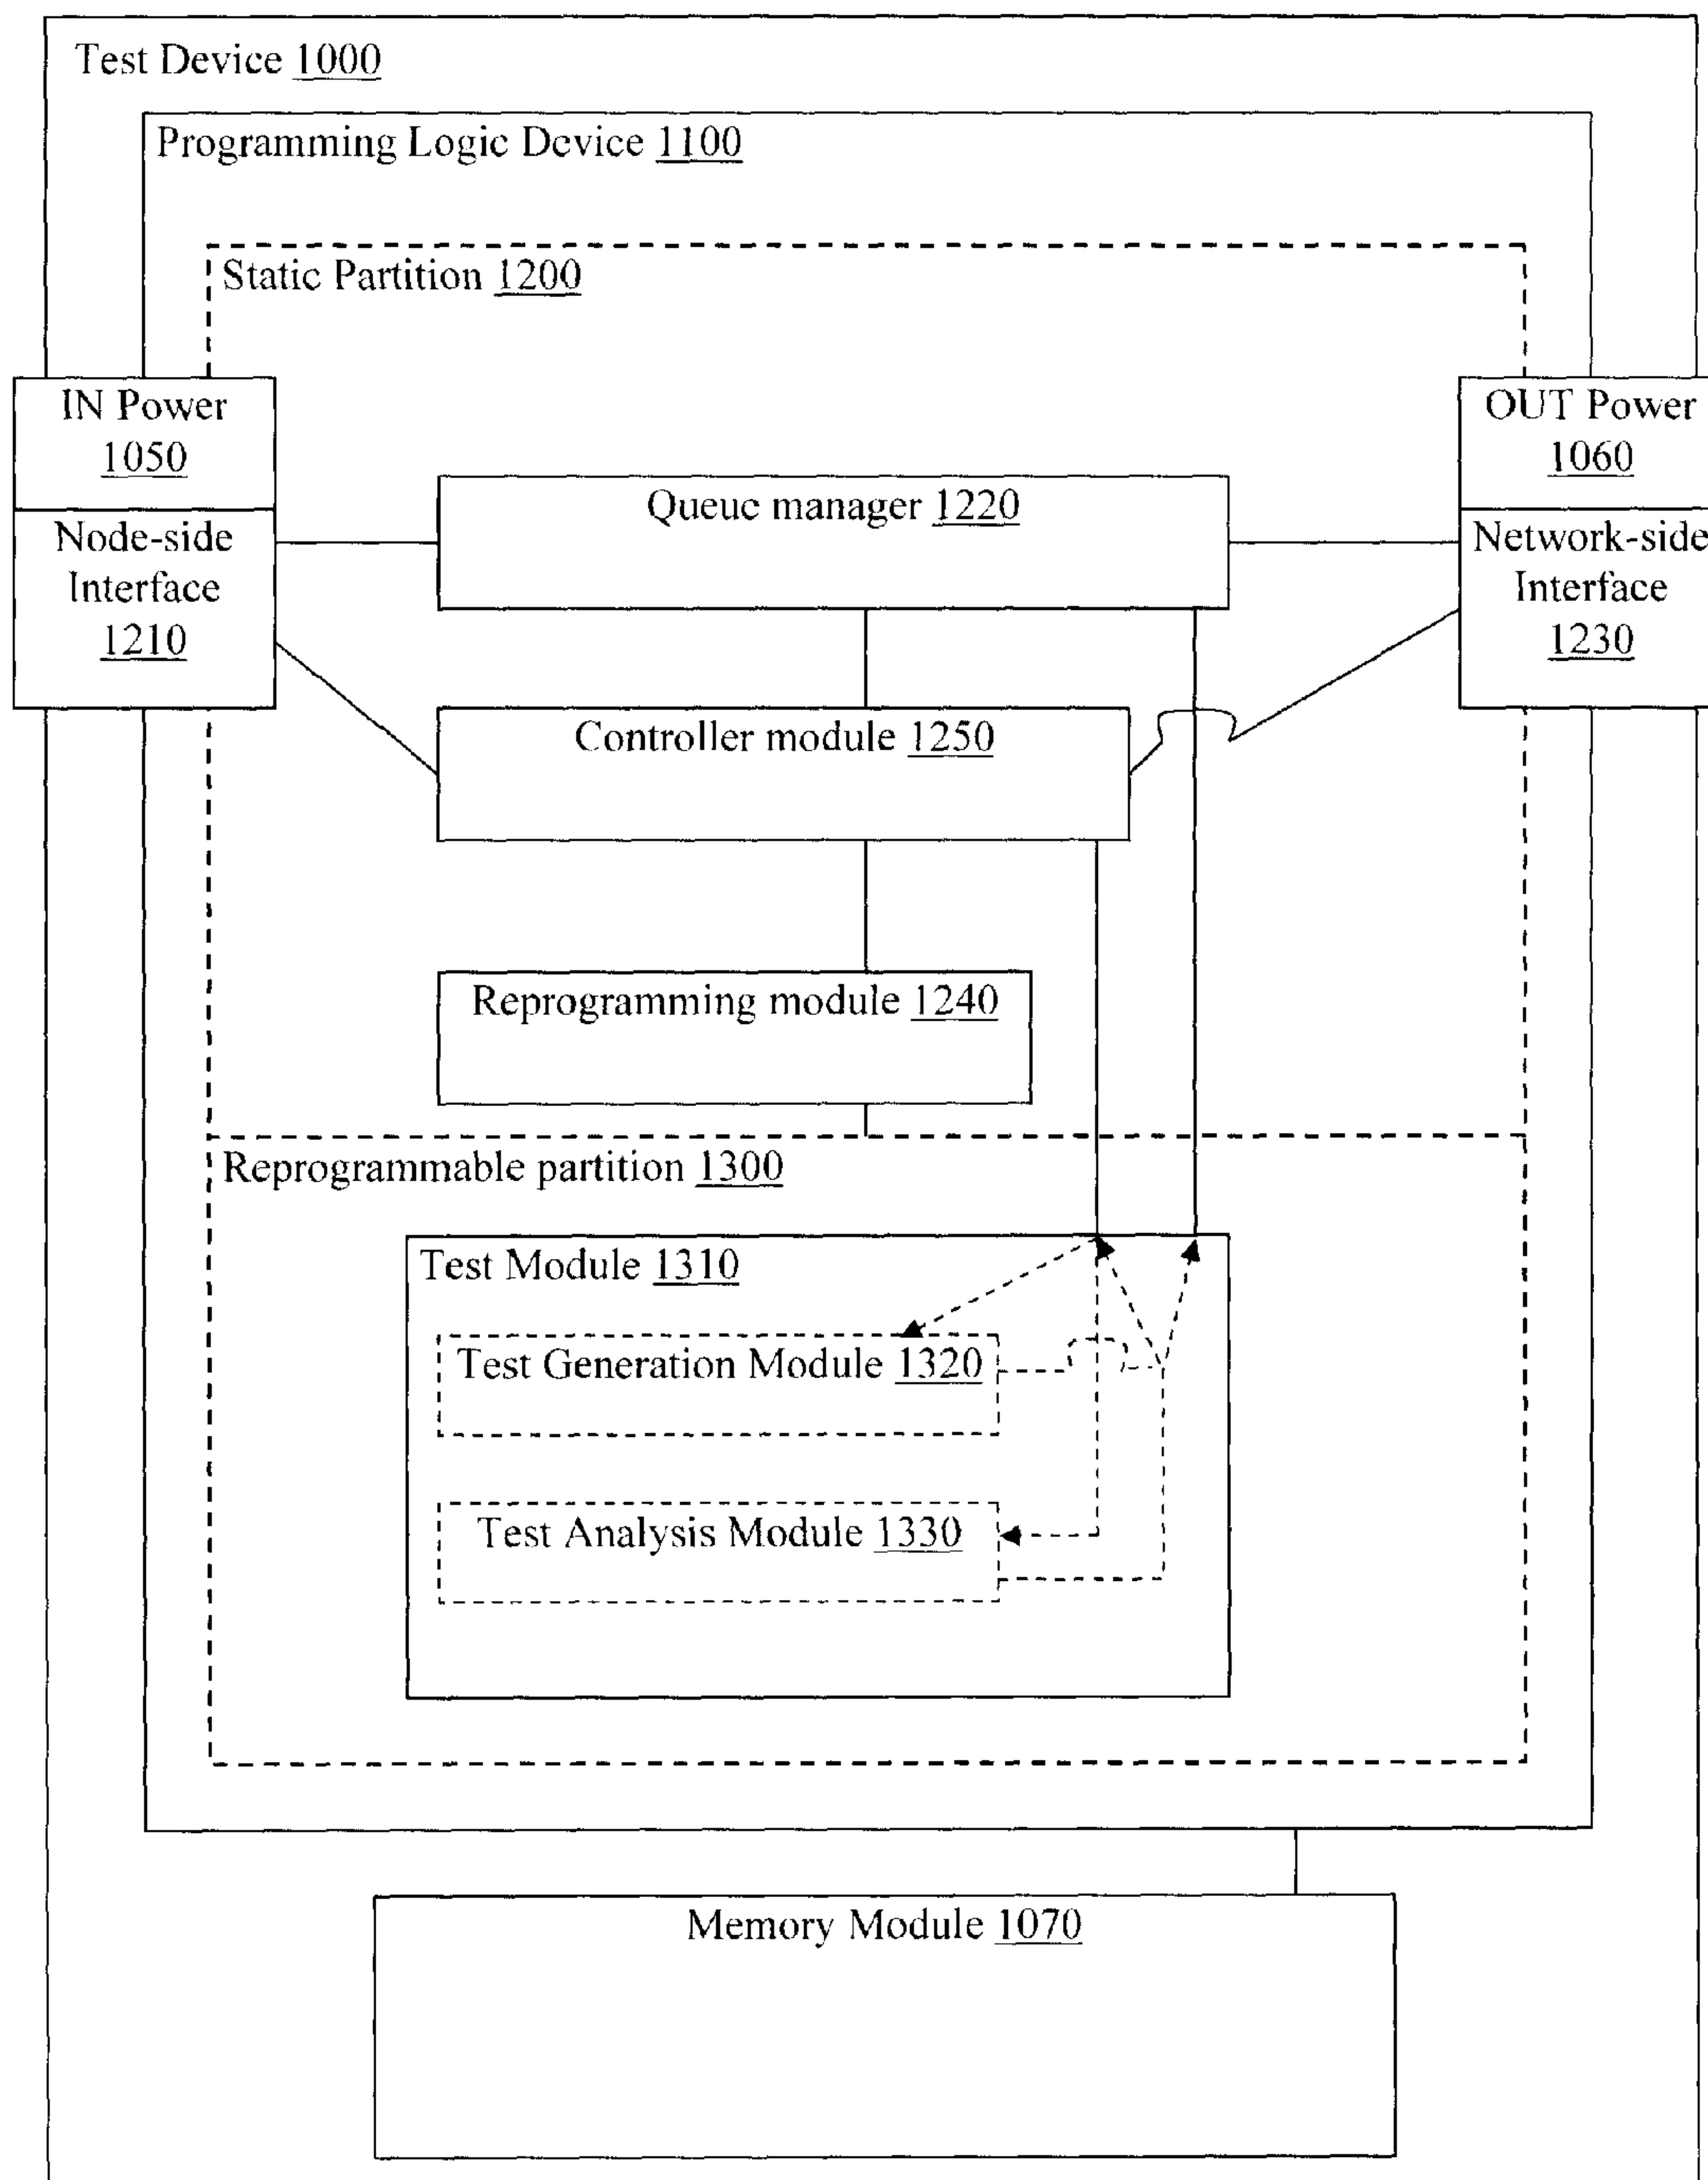 Test Device 1000
Programming Logic Device 1100
Static Partition 1200
IN Power
1050
OUT Power
1060
Queue manager 1220
Node-side
Interface
1210
Network-side
Interface
1230
Controller module 1250
Reprogramming module 1240
Reprogrammable partition 1300
Test Module 1310
Test Generation Module 1320
Test Analysis Module 1330
Memory Module 1070